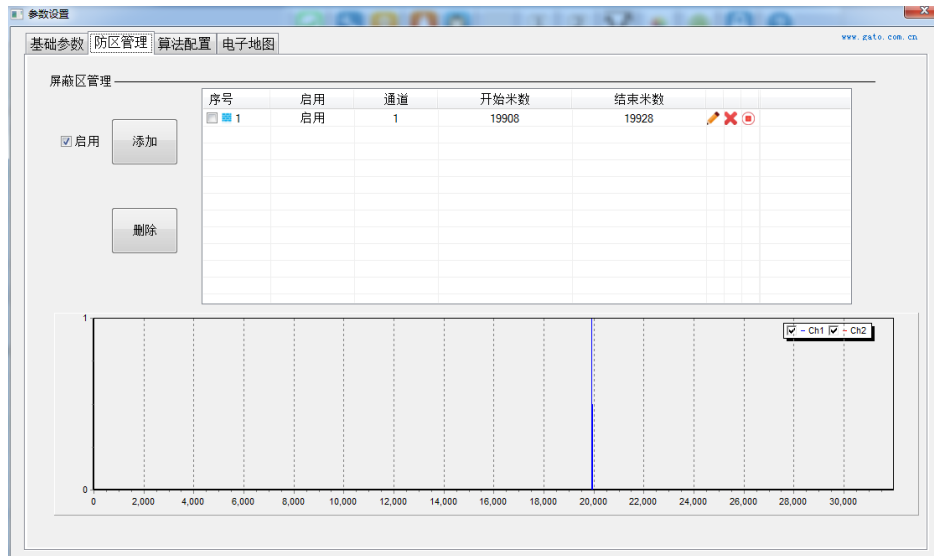 参数设置
基础参数 防区管理 算法配置 电子地图
www.gato.com.cn
屏蔽区管理
序号 启用 通道 开始米数 结束米数
1 启用 1 19908 19928
启用 添加
删除
1
Ch1 Ch2
0
0 2,000 4,000 6,000 8,000 10,000 12,000 14,000 16,000 18,000 20,000 22,000 24,000 26,000 28,000 30,000